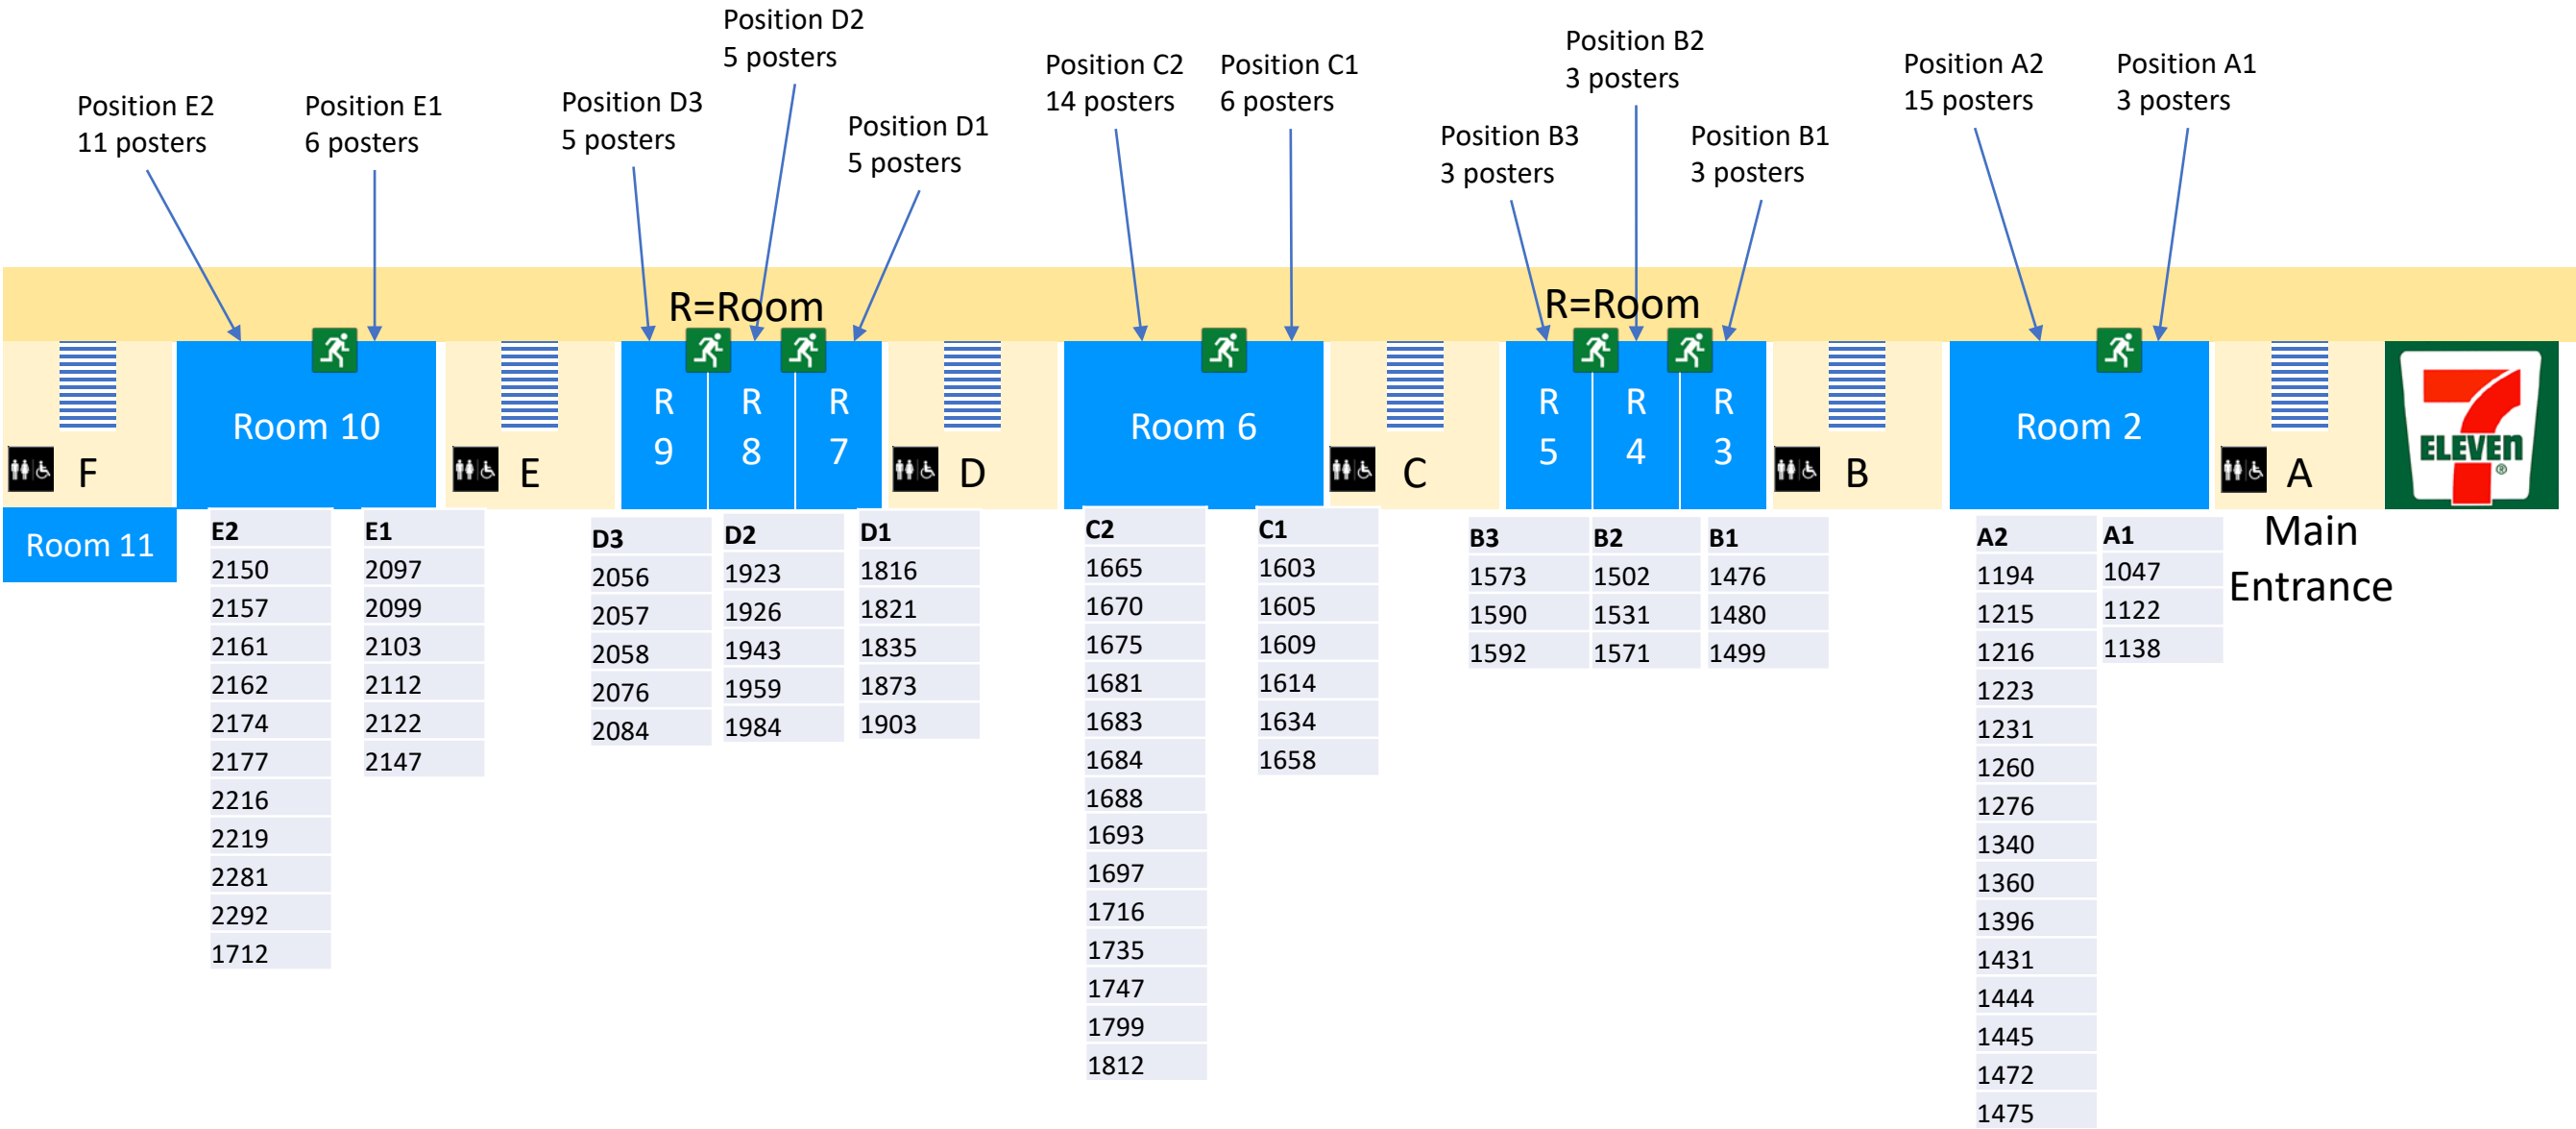 Position E2
11 posters
Position E1
6 posters
Position D3
5 posters
Position D2
5 posters
Position D1
5 posters
Position C2
14 posters
Position C1
6 posters
Position B3
3 posters
Position B2
3 posters
Position B1
3 posters
Position A2
15 posters
Position A1
3 posters
R=Room
R=Room
F
Room 10
E
R
9
R
8
R
7
D
Room 6
C
R
5
R
4
R
3
B
Room 2
A
7
ELEVEn
®
Room 11
Main
Entrance
E2
2150
2157
2161
2162
2174
2177
2216
2219
2281
2292
1712
E1
2097
2099
2103
2112
2122
2147
D3
2056
2057
2058
2076
2084
D2
1923
1926
1943
1959
1984
D1
1816
1821
1835
1873
1903
C2
1665
1670
1675
1681
1683
1684
1688
1693
1697
1716
1735
1747
1799
1812
C1
1603
1605
1609
1614
1634
1658
B3
1573
1590
1592
B2
1502
1531
1571
B1
1476
1480
1499
A2
1194
1215
1216
1223
1231
1260
1276
1340
1360
1396
1431
1444
1445
1472
1475
A1
1047
1122
1138